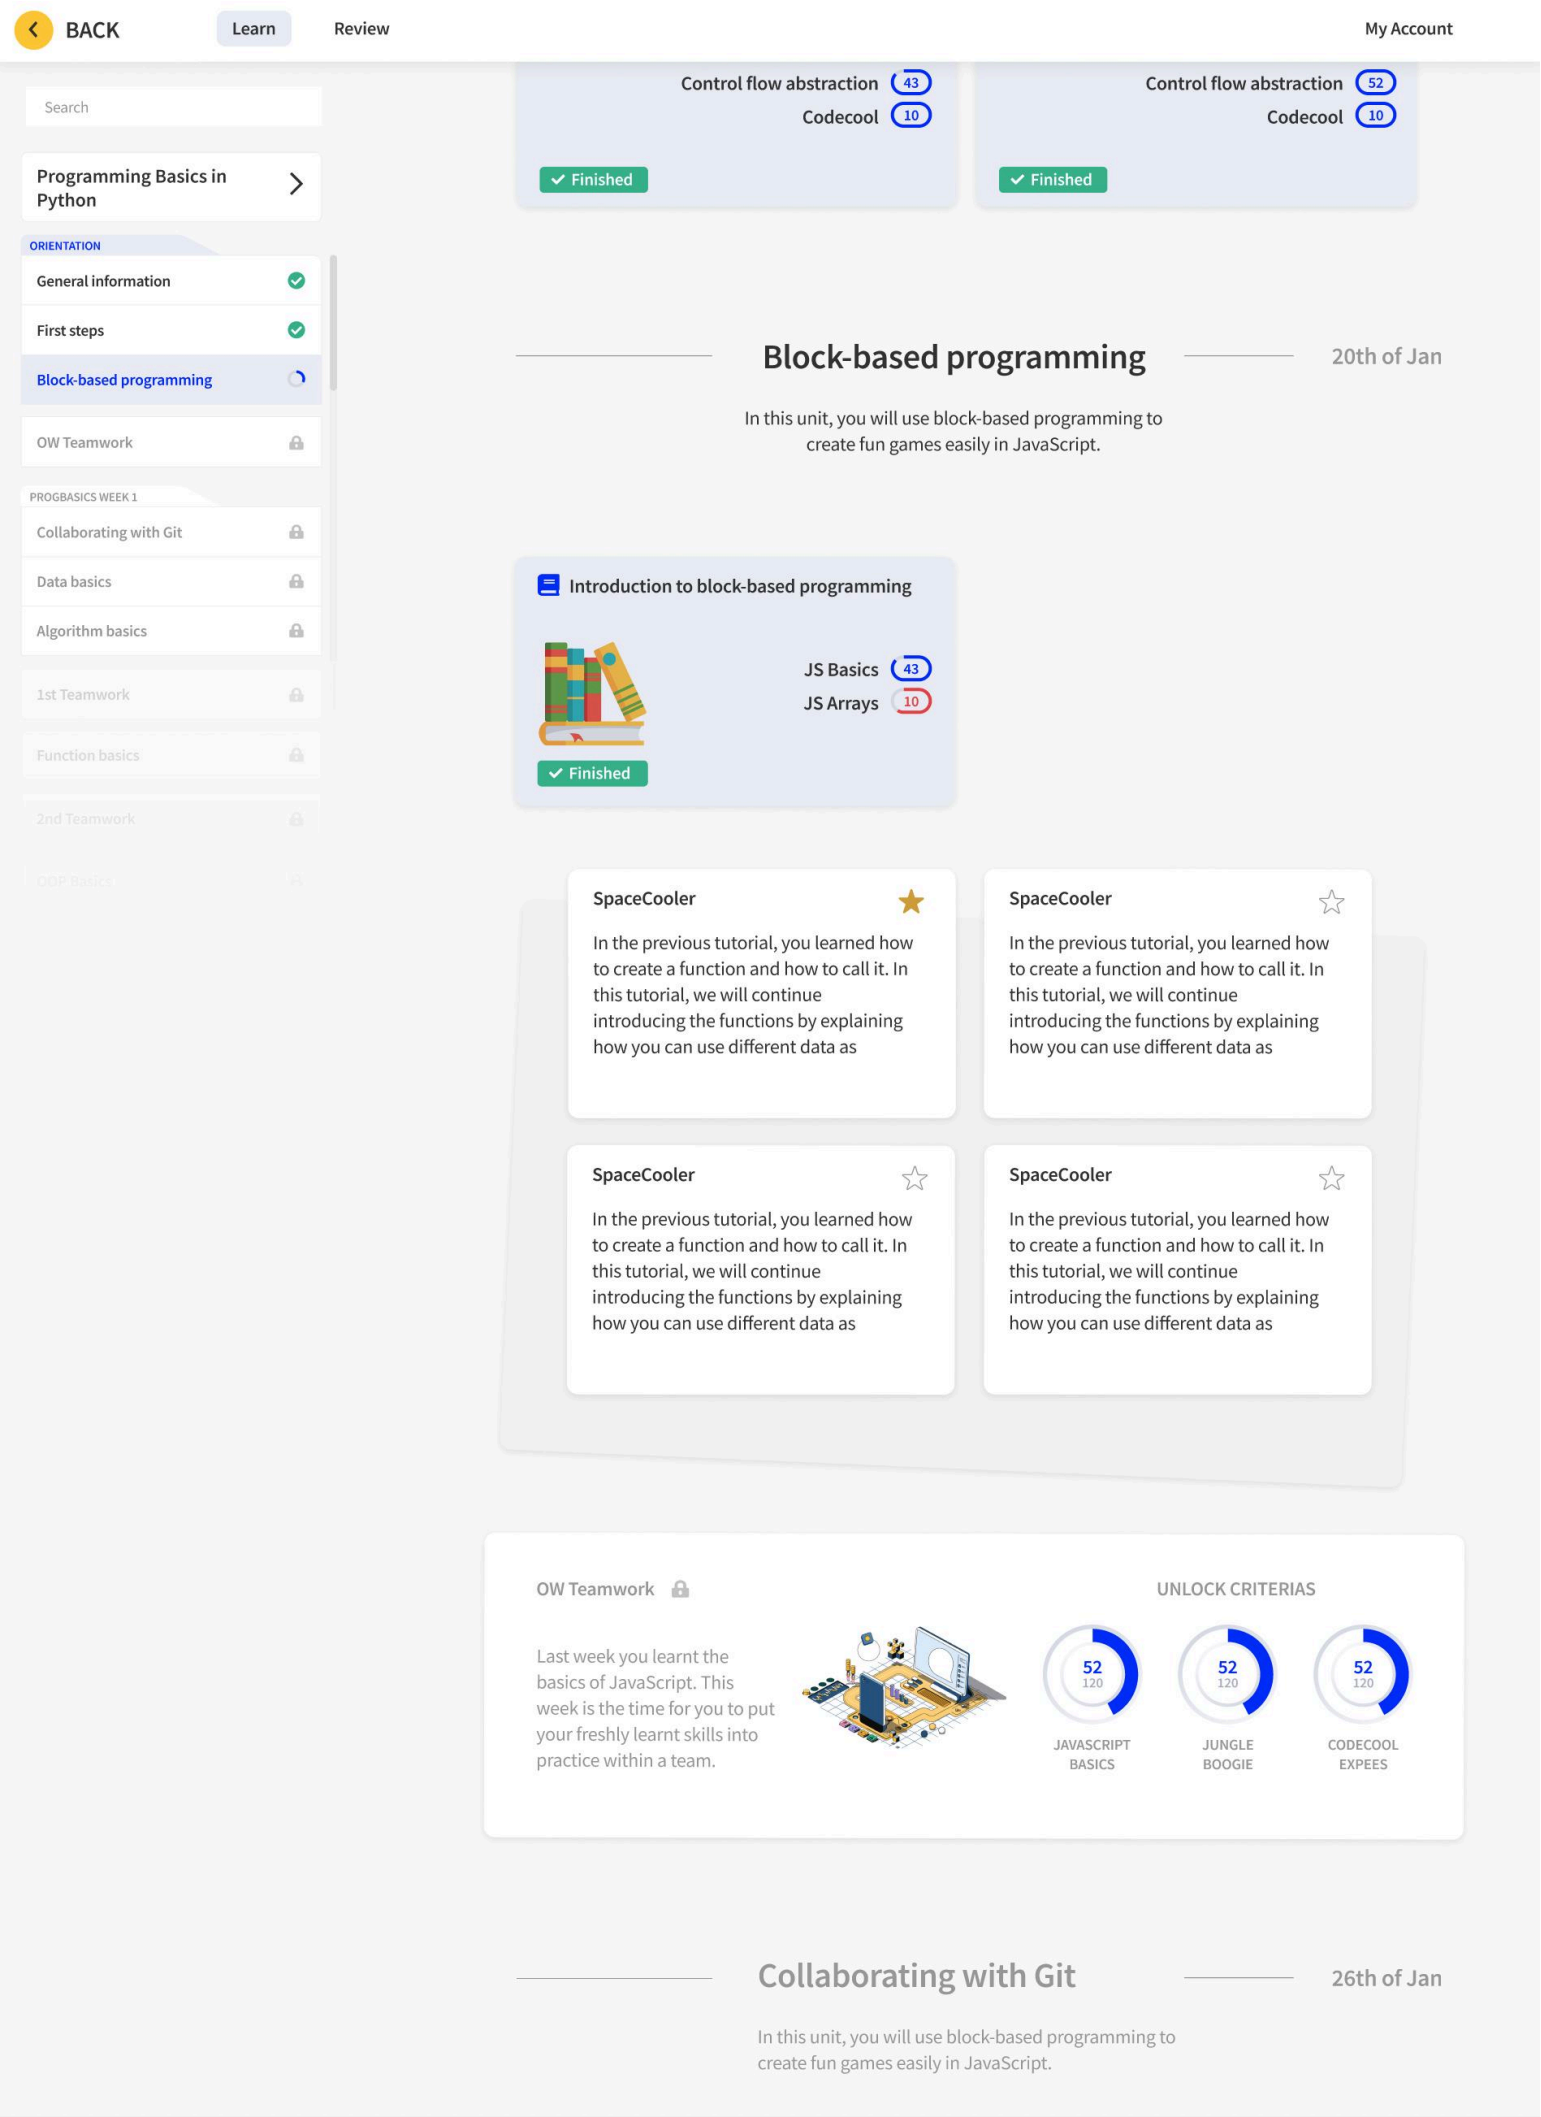 BACK
Learn
Review
My Account
Search
Programming Basics in
Python
ORIENTATION
General information
First steps
Block-based programming
OW Teamwork
PROGBASICS WEEK 1
Collaborating with Git
Data basics
Algorithm basics
1st Teamwork
Function basics
2nd Teamwork
OOP Basics
Control flow abstraction 43
Codecool 10
Finished
Control flow abstraction 52
Codecool 10
Finished
Block-based programming
20th of Jan
In this unit, you will use block-based programming to
create fun games easily in JavaScript.
Introduction to block-based programming
JS Basics 43
JS Arrays 10
Finished
SpaceCooler
In the previous tutorial, you learned how
to create a function and how to call it. In
this tutorial, we will continue
introducing the functions by explaining
how you can use different data as
SpaceCooler
In the previous tutorial, you learned how
to create a function and how to call it. In
this tutorial, we will continue
introducing the functions by explaining
how you can use different data as
SpaceCooler
In the previous tutorial, you learned how
to create a function and how to call it. In
this tutorial, we will continue
introducing the functions by explaining
how you can use different data as
SpaceCooler
In the previous tutorial, you learned how
to create a function and how to call it. In
this tutorial, we will continue
introducing the functions by explaining
how you can use different data as
OW Teamwork
Last week you learnt the
basics of JavaScript. This
week is the time for you to put
your freshly learnt skills into
practice within a team.
UNLOCK CRITERIAS
52
120
JAVASCRIPT
BASICS
52
120
JUNGLE
BOOGIE
52
120
CODECOOL
EXPEES
Collaborating with Git
26th of Jan
In this unit, you will use block-based programming to
create fun games easily in JavaScript.